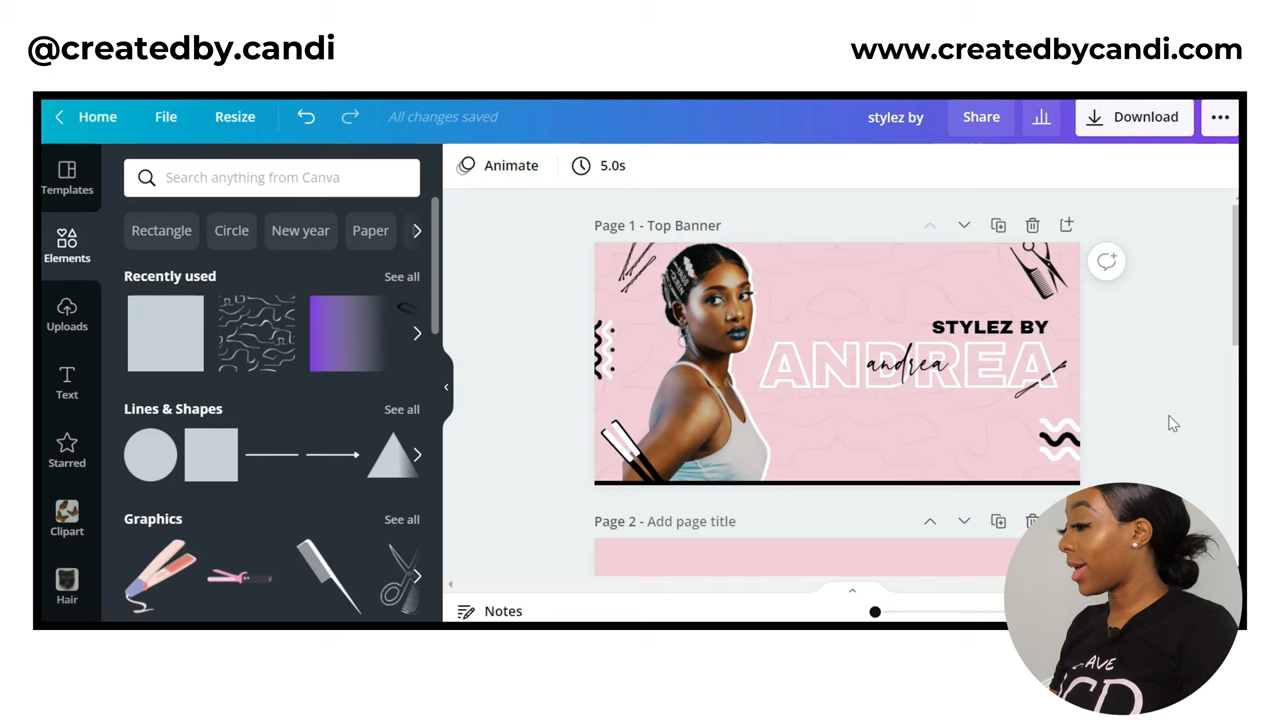 @createdby.candi
www.createdbycandi.com
Home File Resize All changes saved stylez by Share Download
Templates
Elements
Uploads
Text
Starred
Clipart
Hair
Search anything from Canva
Rectangle Circle New year Paper
Recently used See all
Lines & Shapes See all
Graphics See all
Animate 5.0s
Page 1 - Top Banner
STYLEZ BY
ANDREA
andrea
Page 2 - Add page title
Notes